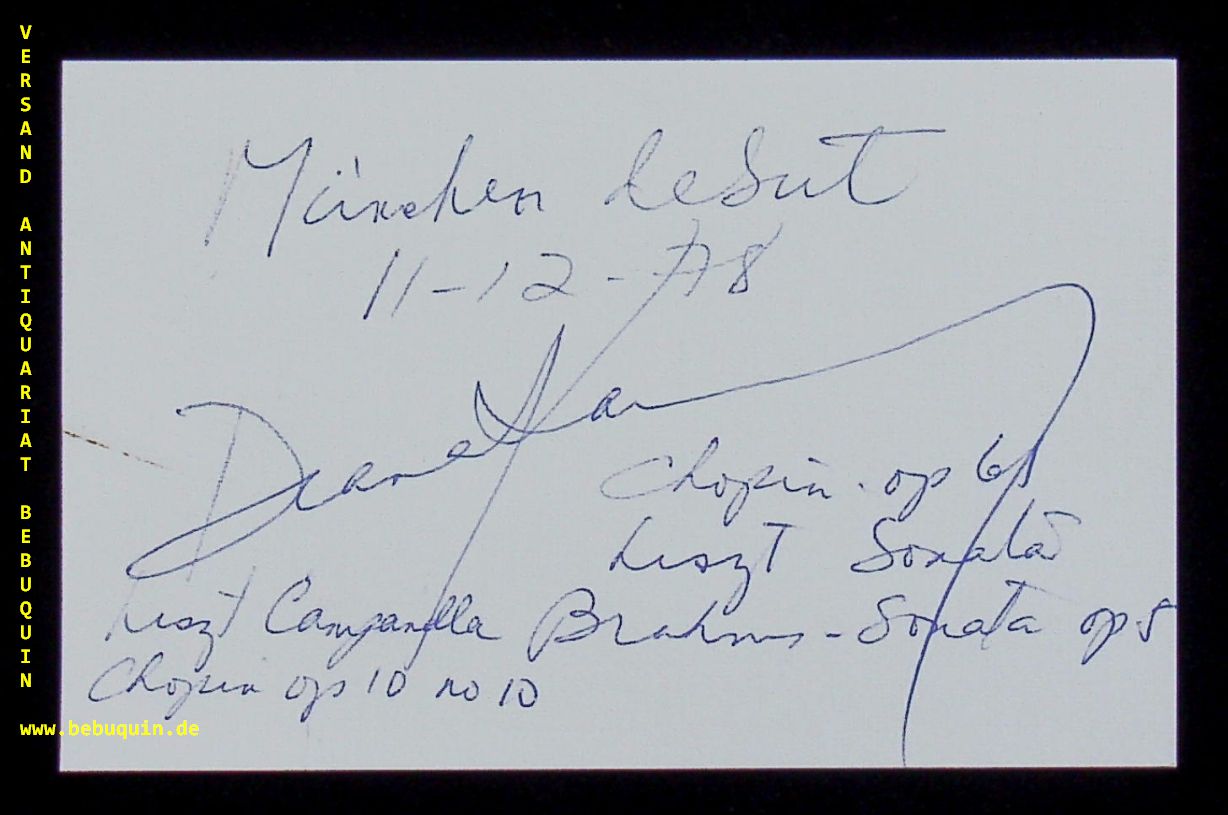 VERSAND ANTIQUARIAT BEBUQUIN
München debut
11-12-78
Diane
Chopin. op 61
Liszt Sonata
Liszt Campanella Brahms - Sonata op 5
Chopin op 10 no 10
www.bebuquin.de